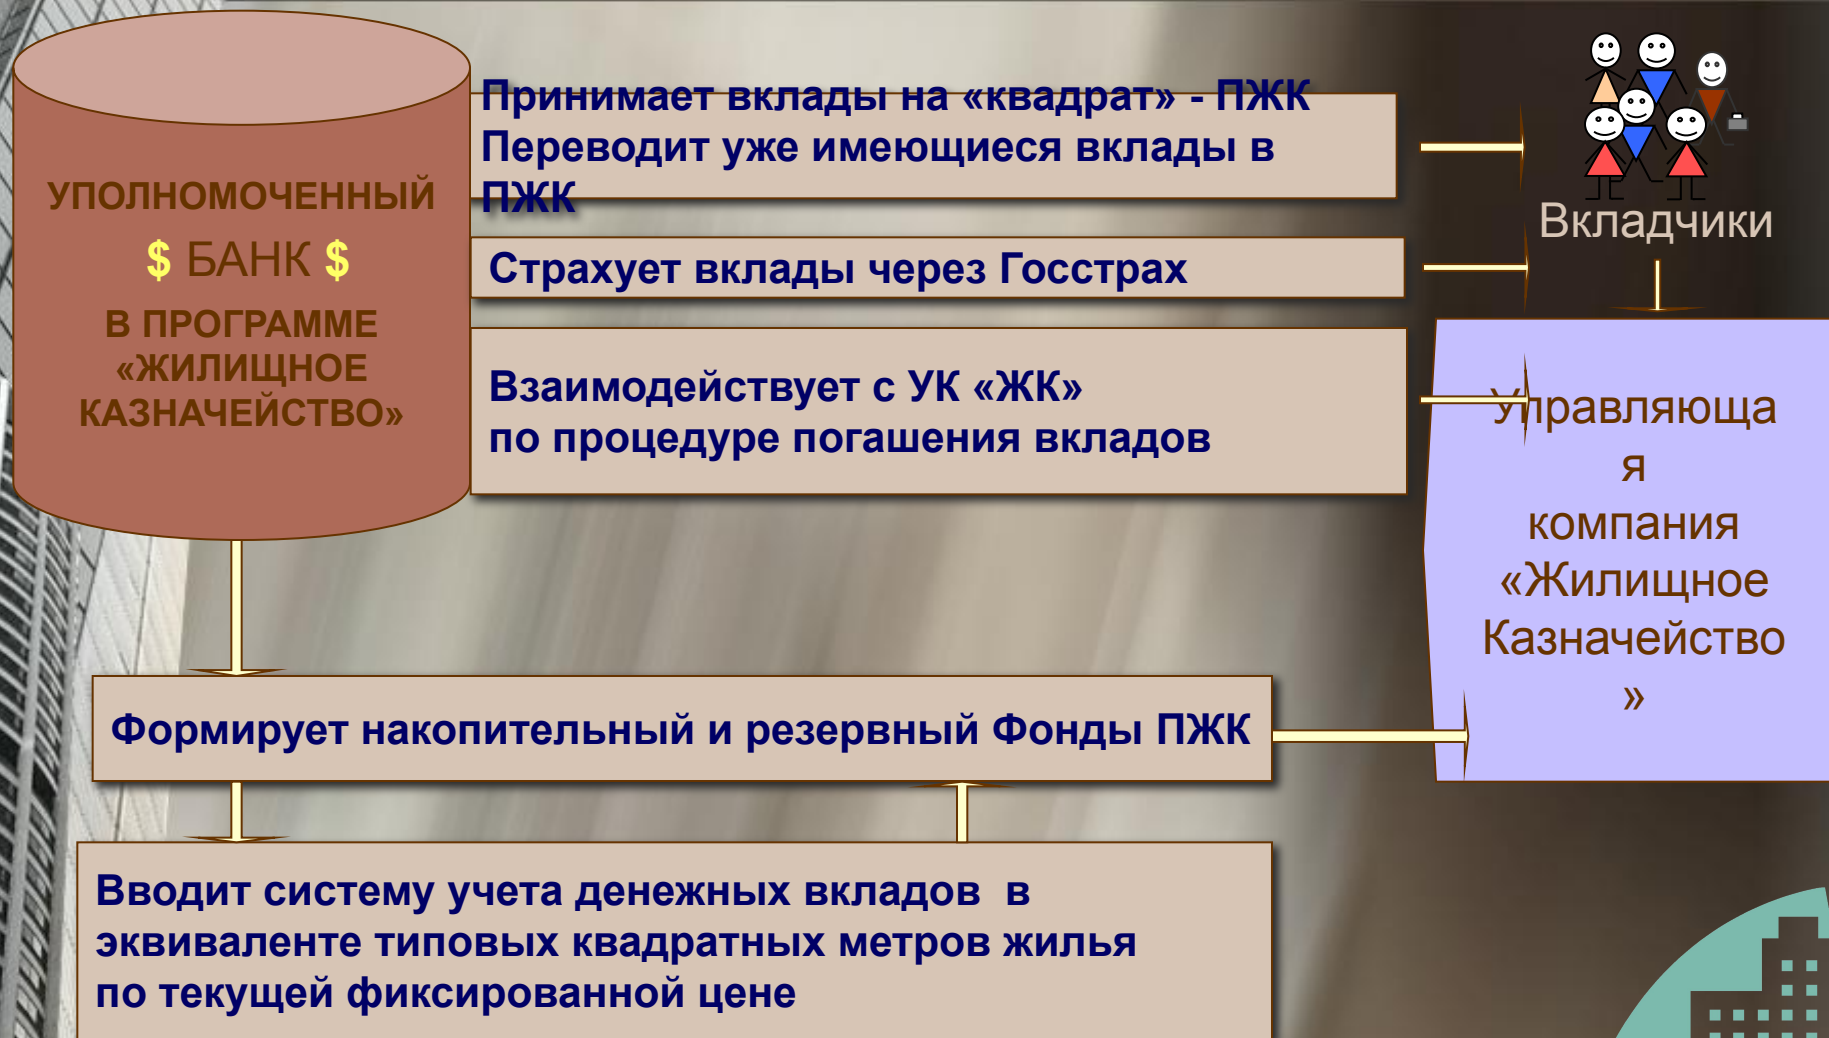 УПОЛНОМОЧЕННЫЙ
$ БАНК $
В ПРОГРАММЕ
«ЖИЛИЩНОЕ
КАЗНАЧЕЙСТВО»
Принимает вклады на «квадрат» - ПЖК
Переводит уже имеющиеся вклады в
ПЖК
Страхует вклады через Госстрах
Взаимодействует с УК «ЖК»
по процедуре погашения вкладов
Вкладчики
Управляюща
я
компания
«Жилищное
Казначейство
»
Формирует накопительный и резервный Фонды ПЖК
Вводит систему учета денежных вкладов в
эквиваленте типовых квадратных метров жилья
по текущей фиксированной цене